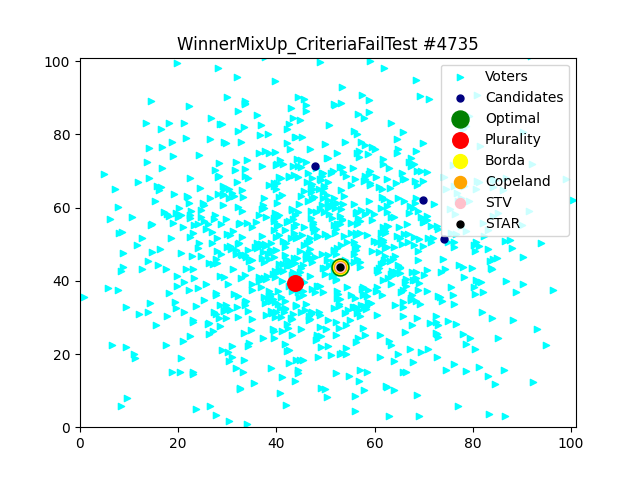 WinnerMixUp_CriteriaFailTest #4735
100
80
60
40
20
0
0
20
40
60
80
100
Voters
Candidates
Optimal
Plurality
Borda
Copeland
STV
STAR